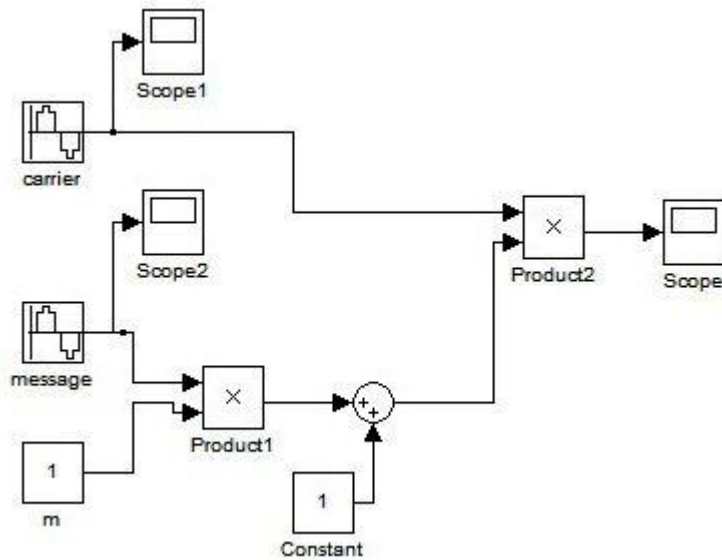 Scope1
carrier
Scope2
×
Product2
Scope
message
×
Product1
+
+
1
m
1
Constant